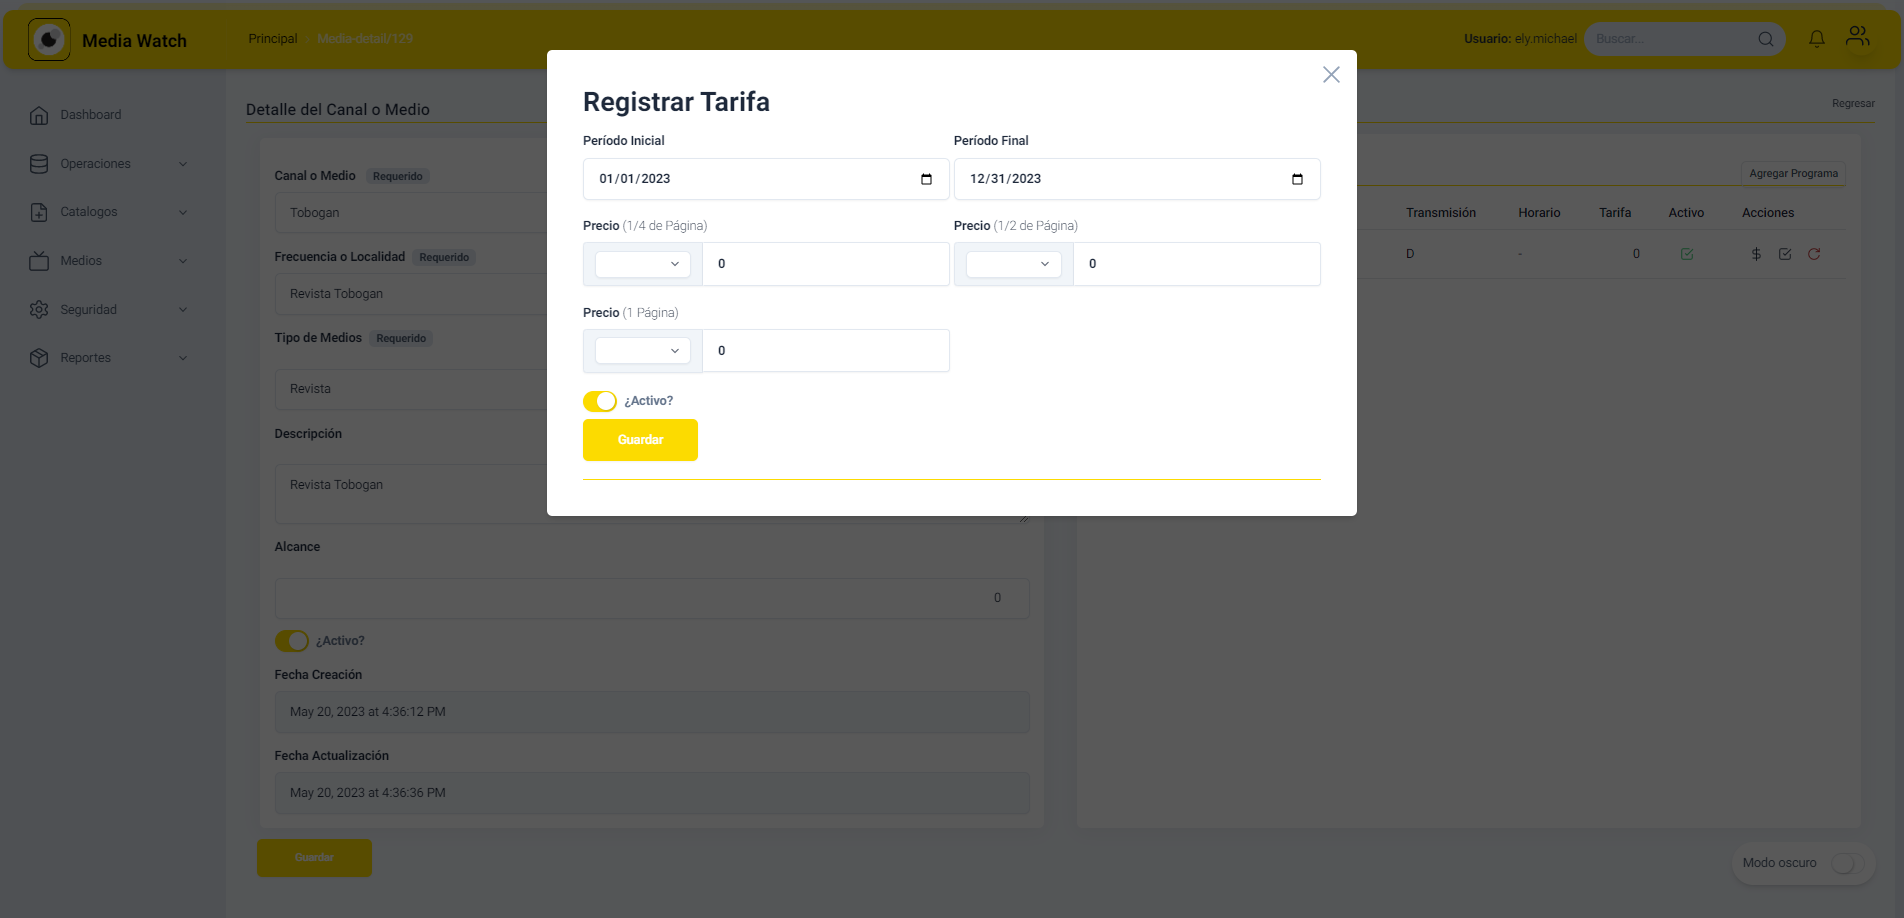 Media Watch
Principal
Media-detail/129
Usuario: ely.michael
Buscar...
Dashboard
Operaciones
Catalogos
Medios
Seguridad
Reportes
Detalle del Canal o Medio
Regresar
Canal o Medio Requerido
Tobogan
Frecuencia o Localidad Requerido
Revista Tobogan
Tipo de Medios Requerido
Revista
Descripción
Revista Tobogan
Alcance
0
¿Activo?
Fecha Creación
May 20, 2023 at 4:36:12 PM
Fecha Actualización
May 20, 2023 at 4:36:36 PM
Guardar
Registrar Tarifa
Período Inicial
01/01/2023
Período Final
12/31/2023
Precio (1/4 de Página)
0
Precio (1/2 de Página)
0
Precio (1 Página)
0
¿Activo?
Guardar
Agregar Programa
Transmisión Horario Tarifa Activo Acciones
D - 0 $
Modo oscuro